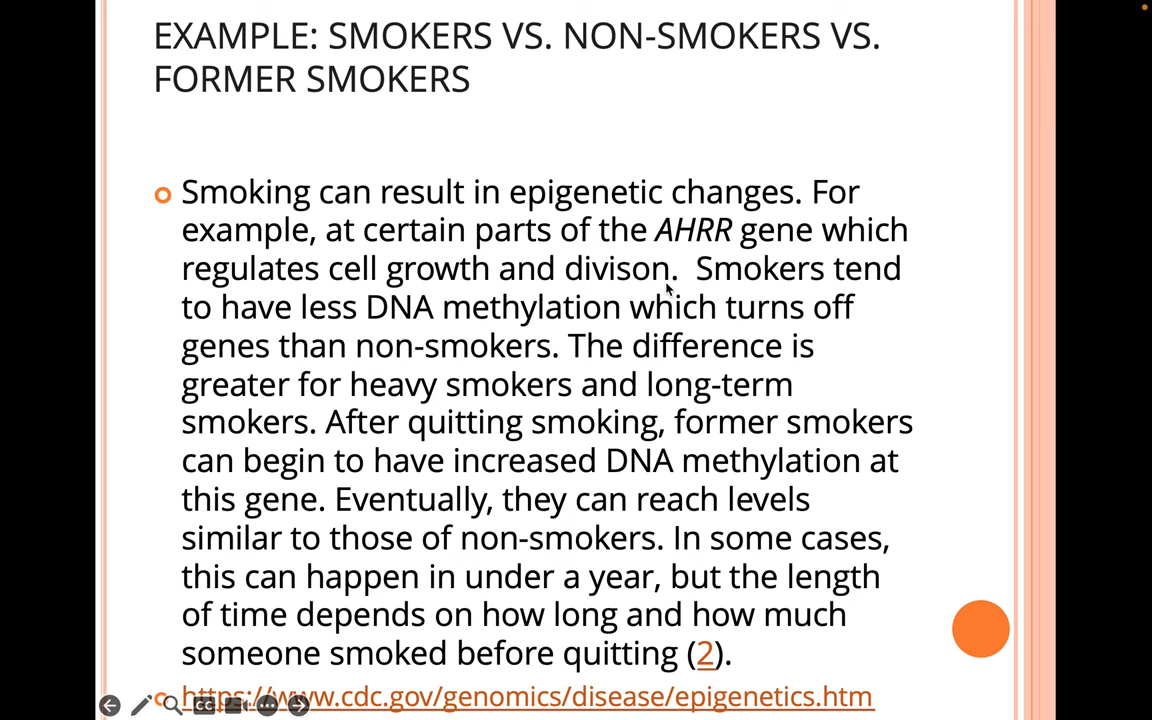 EXAMPLE: SMOKERS VS. NON-SMOKERS VS.
FORMER SMOKERS
Smoking can result in epigenetic changes. For
example, at certain parts of the AHRR gene which
regulates cell growth and divison.  Smokers tend
to have less DNA methylation which turns off
genes than non-smokers. The difference is
greater for heavy smokers and long-term
smokers. After quitting smoking, former smokers
can begin to have increased DNA methylation at
this gene. Eventually, they can reach levels
similar to those of non-smokers. In some cases,
this can happen in under a year, but the length
of time depends on how long and how much
someone smoked before quitting (2).
https://www.cdc.gov/genomics/disease/epigenetics.htm
CC